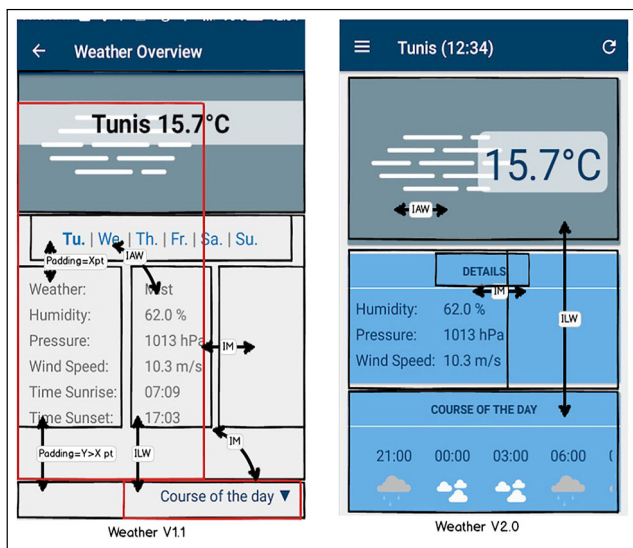 Weather Overview
Tunis 15.7°C
Tu. | We. | Th. | Fr. | Sa. | Su.
IAW
Padding=Xpt
Weather: Mist
Humidity: 62.0 %
Pressure: 1013 hPa
IM
Wind Speed: 10.3 m/s
Time Sunrise: 07:09
Time Sunset: 17:03
IM
Padding=Y>X pt
ILW
Course of the day ▼
Weather V1.1
Tunis (12:34)
15.7°C
IAW
DETAILS
IM
Humidity: 62.0 %
ILW
Pressure: 1013 hPa
Wind Speed: 10.3 m/s
COURSE OF THE DAY
21:00 00:00 03:00 06:00
Weather V2.0